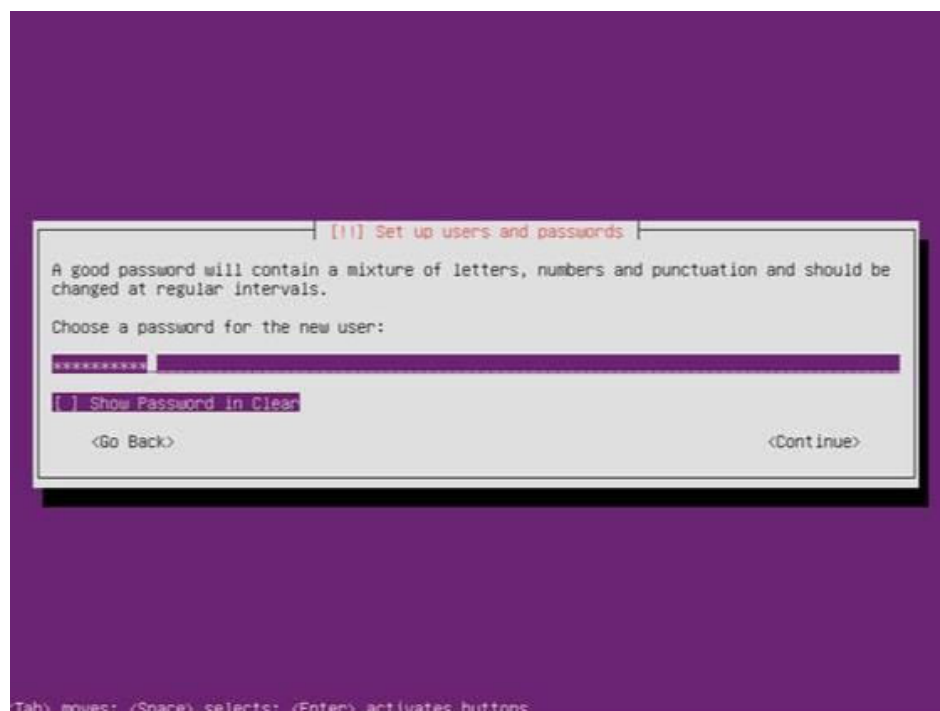 [!!] Set up users and passwords
A good password will contain a mixture of letters, numbers and punctuation and should be
changed at regular intervals.
Choose a password for the new user:
**********
[ ] Show Password in Clear
<Go Back> <Continue>
<Tab> moves; <Space> selects; <Enter> activates buttons